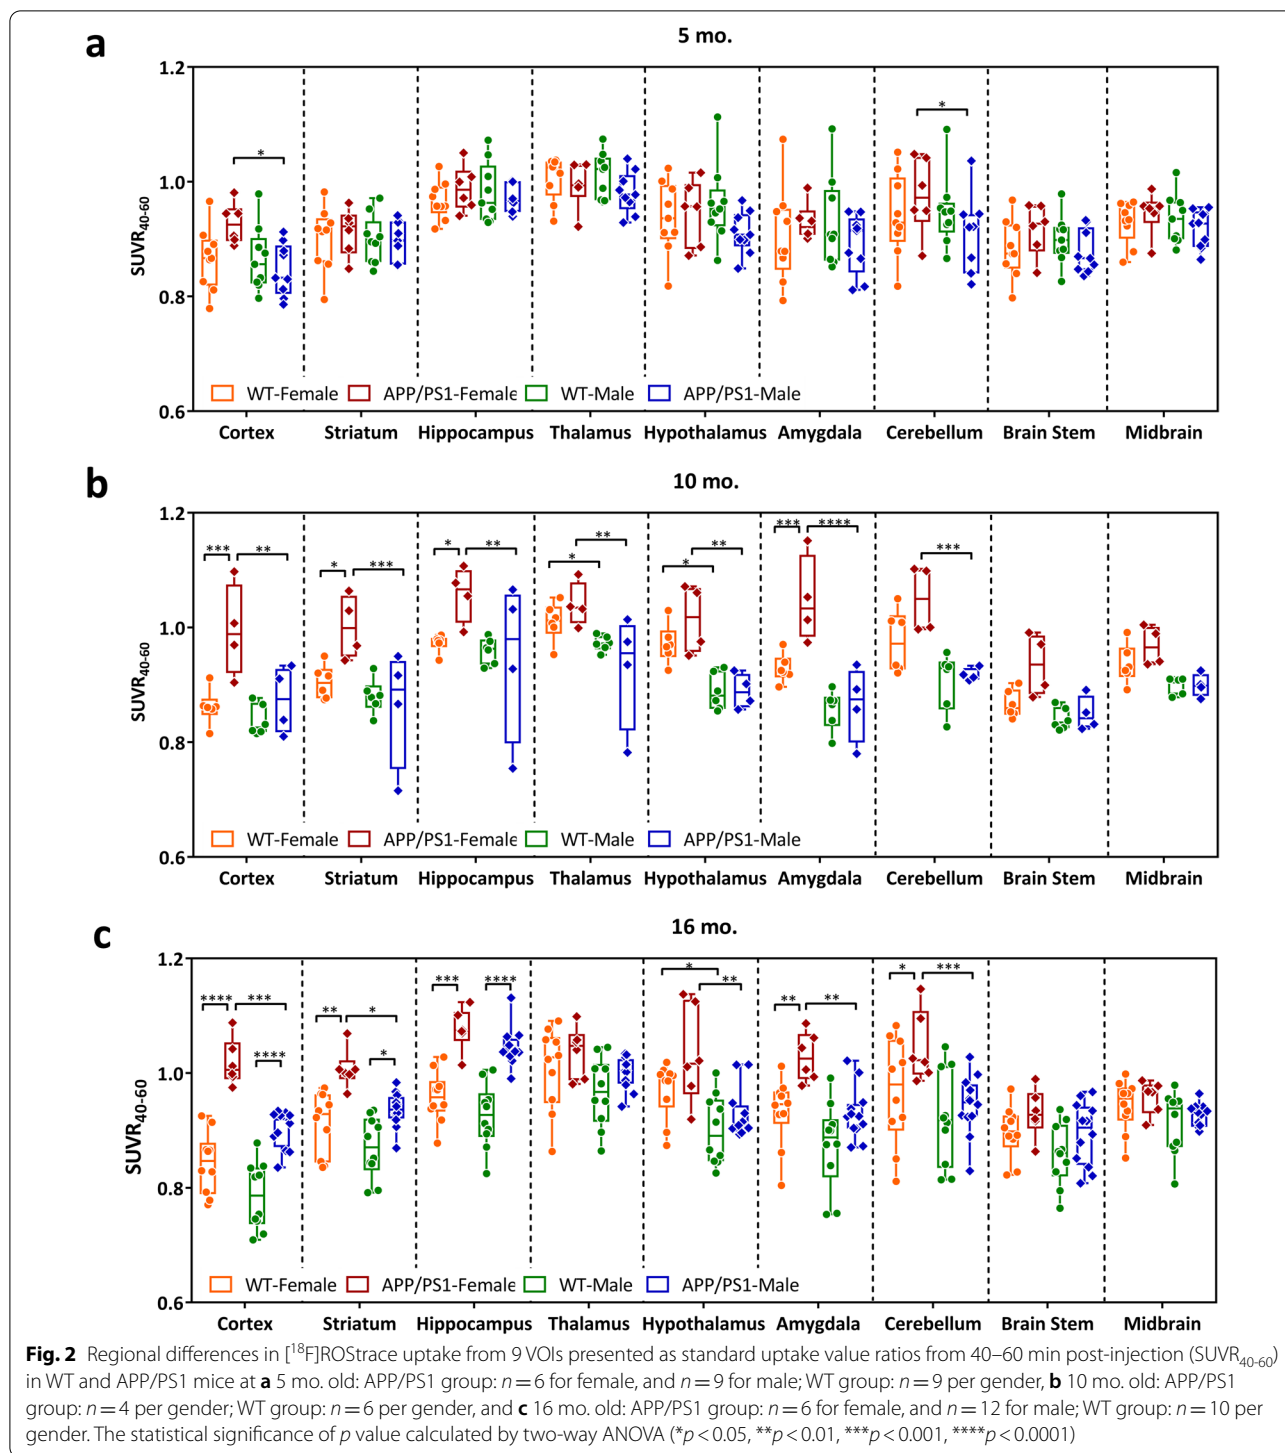 a
5 mo.
*
*
1.2
1.0
0.8
0.6
SUVR40-60
WT-Female APP/PS1-Female WT-Male APP/PS1-Male
Cortex Striatum Hippocampus Thalamus Hypothalamus Amygdala Cerebellum Brain Stem Midbrain
b
10 mo.
*** ** * *** * ** * ** * ** *** **** ***
1.2
1.0
0.8
0.6
SUVR40-60
WT-Female APP/PS1-Female WT-Male APP/PS1-Male
Cortex Striatum Hippocampus Thalamus Hypothalamus Amygdala Cerebellum Brain Stem Midbrain
c
16 mo.
**** *** **** ** * * *** **** * ** ** ** * ***
1.2
1.0
0.8
0.6
SUVR40-60
WT-Female APP/PS1-Female WT-Male APP/PS1-Male
Cortex Striatum Hippocampus Thalamus Hypothalamus Amygdala Cerebellum Brain Stem Midbrain
Fig. 2 Regional differences in [18F]ROStrace uptake from 9 VOIs presented as standard uptake value ratios from 40–60 min post-injection (SUVR40-60)
in WT and APP/PS1 mice at a 5 mo. old: APP/PS1 group: n = 6 for female, and n = 9 for male; WT group: n = 9 per gender, b 10 mo. old: APP/PS1
group: n = 4 per gender; WT group: n = 6 per gender, and c 16 mo. old: APP/PS1 group: n = 6 for female, and n = 12 for male; WT group: n = 10 per
gender. The statistical significance of p value calculated by two-way ANOVA (*p < 0.05, **p < 0.01, ***p < 0.001, ****p < 0.0001)